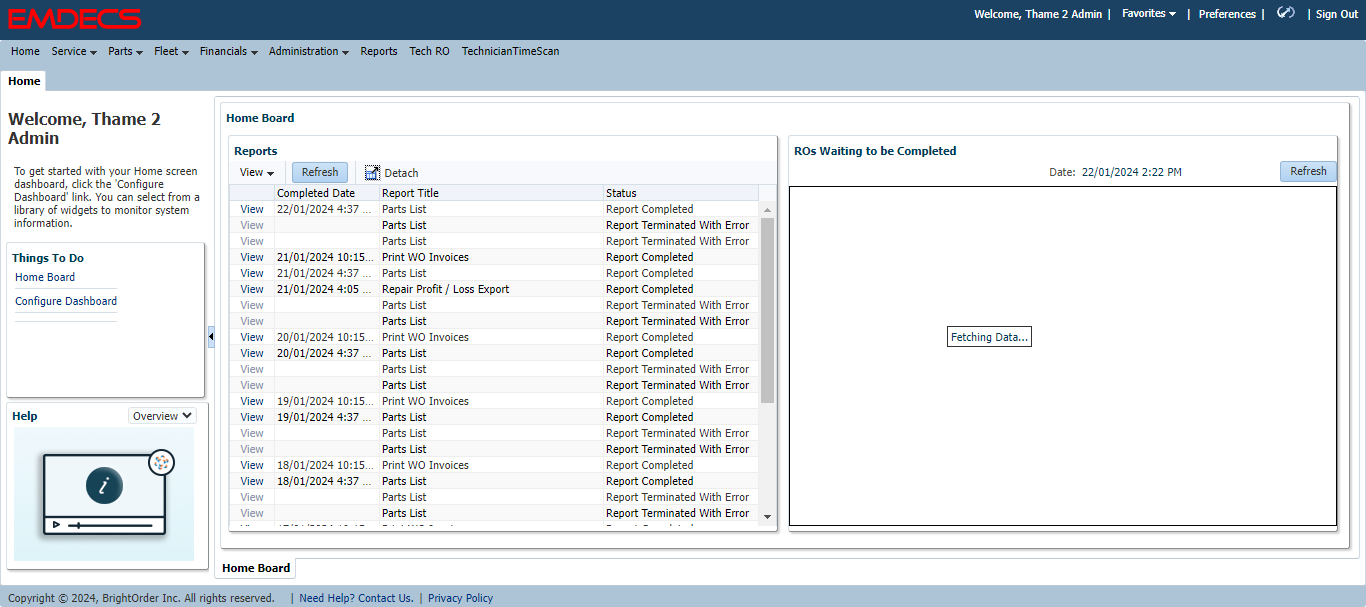 EMDECS
Welcome, Thame 2 Admin | Favorites | Preferences | | Sign Out
Home Service Parts Fleet Financials Administration Reports Tech RO TechnicianTimeScan
Home
Welcome, Thame 2
Admin
To get started with your Home screen
dashboard, click the 'Configure
Dashboard' link. You can select from a
library of widgets to monitor system
information.
Things To Do
Home Board
Configure Dashboard
Help Overview
i
Home Board
Reports
View Refresh Detach
Completed Date Report Title Status
View 22/01/2024 4:37 ... Parts List Report Completed
View Parts List Report Terminated With Error
View Parts List Report Terminated With Error
View 21/01/2024 10:15... Print WO Invoices Report Completed
View 21/01/2024 4:37 ... Parts List Report Completed
View 21/01/2024 4:05 ... Repair Profit / Loss Export Report Completed
View Parts List Report Terminated With Error
View Parts List Report Terminated With Error
View 20/01/2024 10:15... Print WO Invoices Report Completed
View 20/01/2024 4:37 ... Parts List Report Completed
View Parts List Report Terminated With Error
View Parts List Report Terminated With Error
View 19/01/2024 10:15... Print WO Invoices Report Completed
View 19/01/2024 4:37 ... Parts List Report Completed
View Parts List Report Terminated With Error
View Parts List Report Terminated With Error
View 18/01/2024 10:15... Print WO Invoices Report Completed
View 18/01/2024 4:37 ... Parts List Report Completed
View Parts List Report Terminated With Error
View Parts List Report Terminated With Error
ROs Waiting to be Completed
Date: 22/01/2024 2:22 PM Refresh
Fetching Data...
Home Board
Copyright © 2024, BrightOrder Inc. All rights reserved. | Need Help? Contact Us. | Privacy Policy